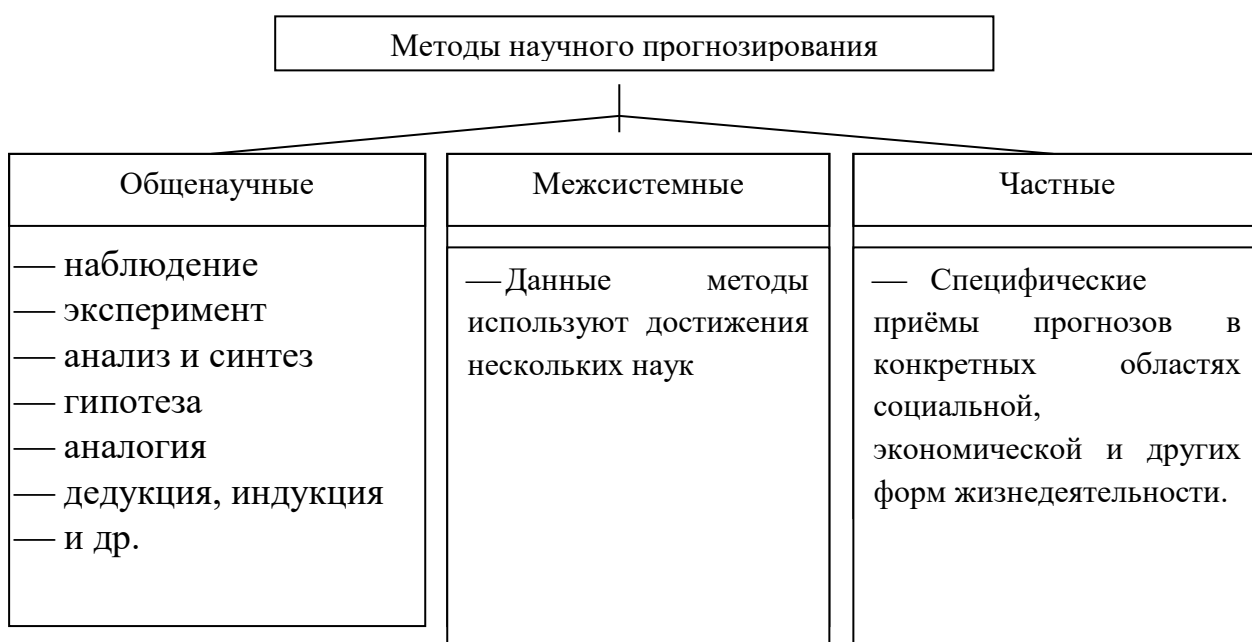 Методы научного прогнозирования
Общенаучные
— наблюдение
— эксперимент
— анализ и синтез
— гипотеза
— аналогия
— дедукция, индукция
— и др.
Межсистемные
—Данные методы
используют достижения
нескольких наук
Частные
— Специфические
приёмы прогнозов в
конкретных областях
социальной,
экономической и других
форм жизнедеятельности.